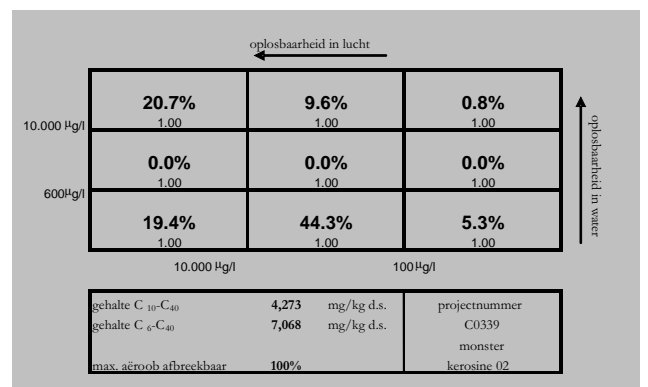 oplosbaarheid in lucht
20.7% 9.6% 0.8%
1.00 1.00 1.00
10.000 µg/l
0.0% 0.0% 0.0%
1.00 1.00 1.00
600µg/l
19.4% 44.3% 5.3%
1.00 1.00 1.00
oplosbaarheid in water
10.000 µg/l 100µg/l
gehalte C 10-C40 4,273 mg/kg d.s. projectnummer
gehalte C 6-C40 7,068 mg/kg d.s. C0339
monster
max. aëroob afbreekbaar 100% kerosine 02